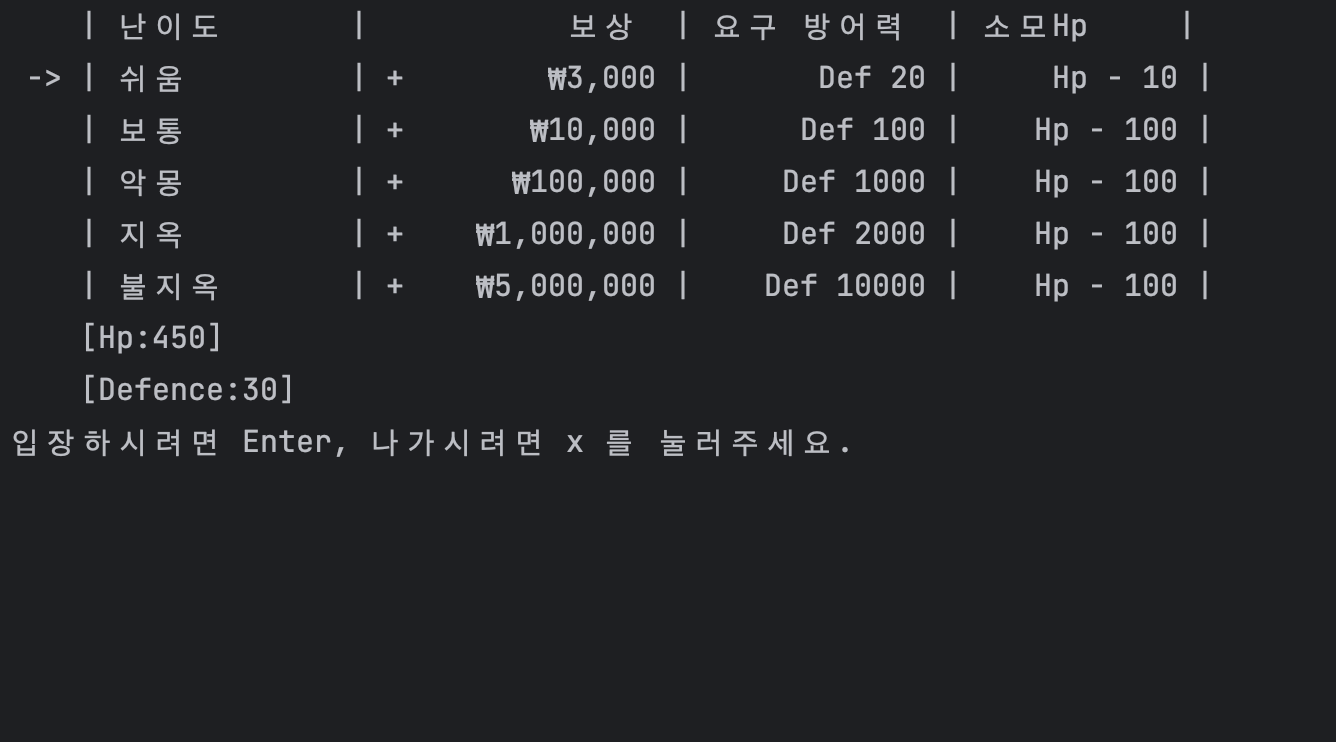 | 난이도 | 보상 | 요구 방어력 | 소모Hp |
-> | 쉬움 | + ₩3,000 | Def 20 | Hp - 10 |
| 보통 | + ₩10,000 | Def 100 | Hp - 100 |
| 악몽 | + ₩100,000 | Def 1000 | Hp - 100 |
| 지옥 | + ₩1,000,000 | Def 2000 | Hp - 100 |
| 불지옥 | + ₩5,000,000 | Def 10000 | Hp - 100 |
[Hp:450]
[Defence:30]
입장하시려면 Enter, 나가시려면 x 를 눌러주세요.